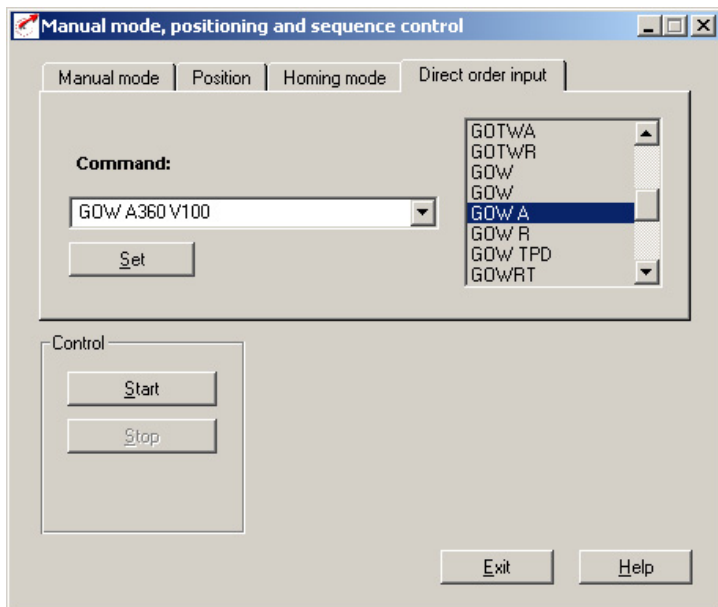 Manual mode, positioning and sequence control
Manual mode
Position
Homing mode
Direct order input
Command:
GOW A360 V100
Set
GOTWA
GOTWR
GOW
GOW
GOW A
GOW R
GOW TPD
GOWRT
Control
Start
Stop
Exit
Help